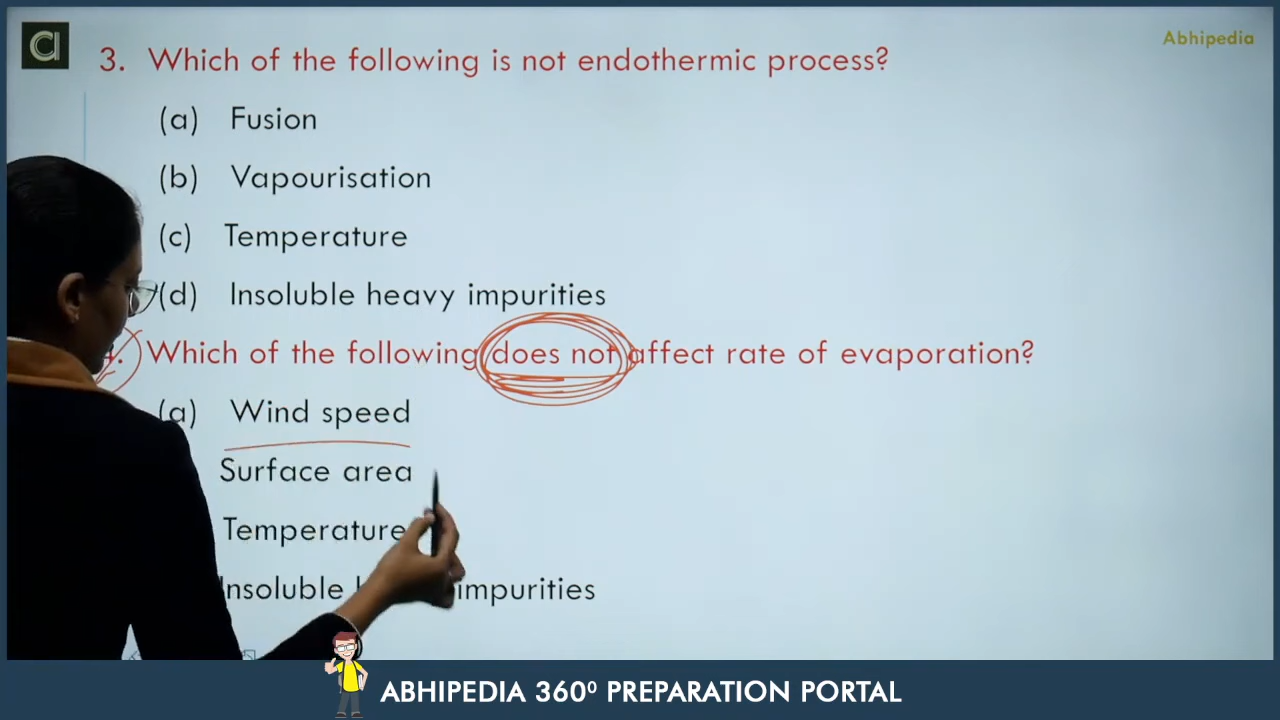 Abhipedia
3. Which of the following is not endothermic process?
(a) Fusion
(b) Vapourisation
(c) Temperature
(d) Insoluble heavy impurities
4. Which of the following does not affect rate of evaporation?
(a) Wind speed
Surface area
Temperature
Insoluble impurities
ABHIPEDIA 360⁰ PREPARATION PORTAL